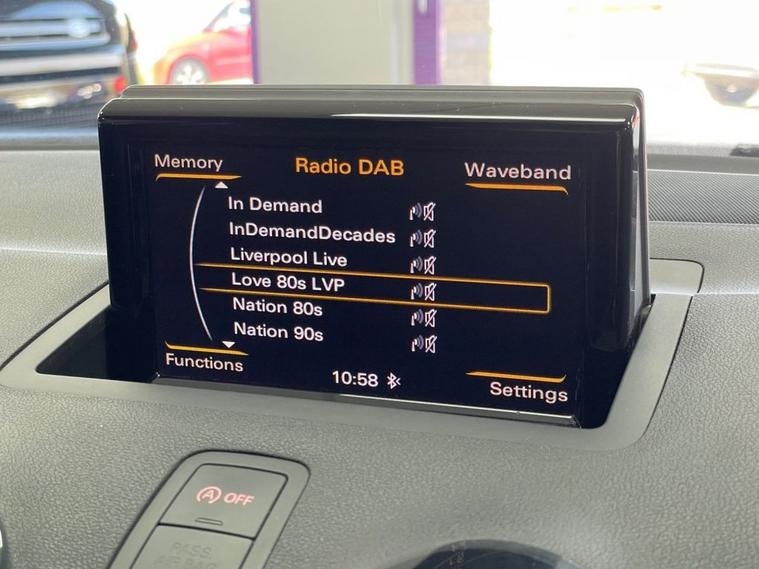 Memory
Radio DAB
Waveband
In Demand
InDemandDecades
Liverpool Live
Love 80s LVP
Nation 80s
Nation 90s
Functions
10:58
Settings
A OFF
PASS